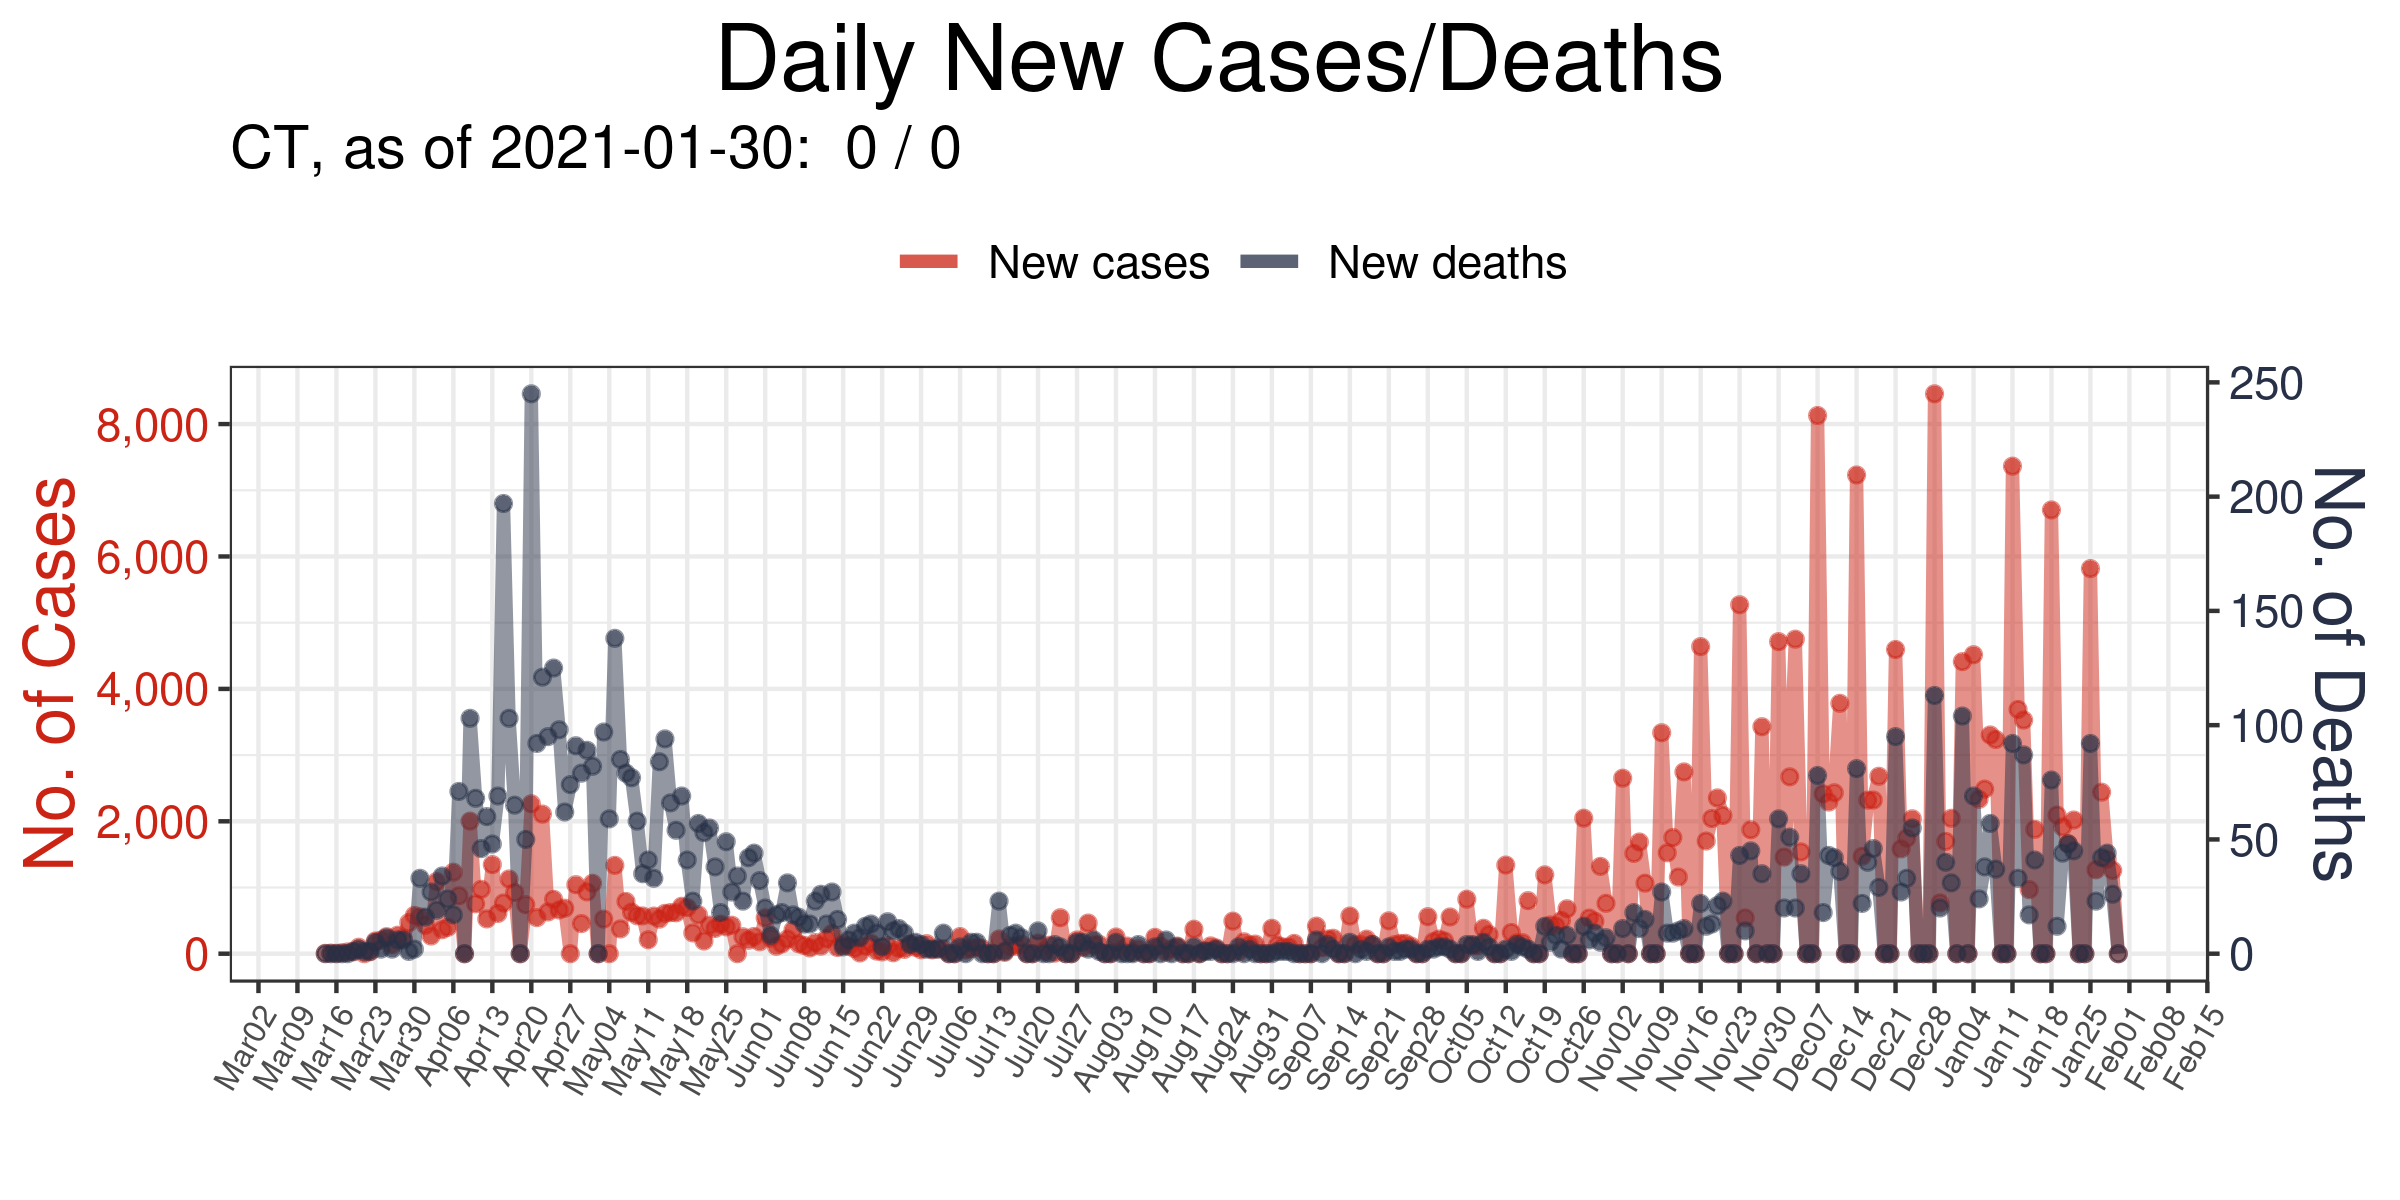 Daily New Cases/Deaths
CT, as of 2021-01-30:  0 / 0
New cases
New deaths
No. of Cases
8,000
6,000
4,000
2,000
0
250
200
150
100
50
0
No. of Deaths
Mar02
Mar09
Mar16
Mar23
Mar30
Apr06
Apr13
Apr20
Apr27
May04
May11
May18
May25
Jun01
Jun08
Jun15
Jun22
Jun29
Jul06
Jul13
Jul20
Jul27
Aug03
Aug10
Aug17
Aug24
Aug31
Sep07
Sep14
Sep21
Sep28
Oct05
Oct12
Oct19
Oct26
Nov02
Nov09
Nov16
Nov23
Nov30
Dec07
Dec14
Dec21
Dec28
Dec04
Jan11
Jan18
Jan25
Feb01
Feb08
Feb15